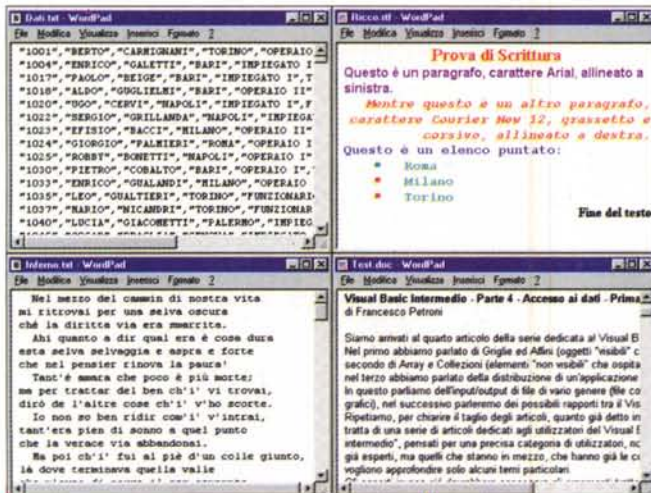 Dati.txt - WordPad
File Modifica Visualizza Inserisci Formato ?
"1001","BERTO","CARMIGNANI","TORINO","OPERAIO
"1004","ENRICO","GALETTI","BARI","IMPIEGATO I
"1017","PAOLO","BEIGE","BARI","IMPIEGATO I","T
"1018","ALDO","GUGLIELMI","BARI","OPERAIO II"
"1020","UGO","CERVI","NAPOLI","IMPIEGATO I","F
"1022","SERGIO","GRILLANDA","NAPOLI","IMPIEGA
"1023","EFISIO","BACCI","MILANO","OPERAIO II"
"1024","GIORGIO","PALMIERI","ROMA","OPERAIO I
"1025","ROBBY","BONETTI","NAPOLI","OPERAIO I"
"1030","PIETRO","COBALTO","BARI","OPERAIO I",
"1033","ENRICO","GUALANDI","MILANO","OPERAIO
"1035","LEO","GUALTIERI","TORINO","FUNZIONARI
"1037","MARIO","NICANDRI","TORINO","FUNZIONAR
"1040","LUCIA","GIACOMETTI","PALERMO","IMPIEG
Ricco.rtf - WordPad
File Modifica Visualizza Inserisci Formato ?
Prova di Scrittura
Questo è un paragrafo, carattere Arial, allineato a
sinistra.
Mentre questo è un altro paragrafo,
carattere Courier New 12, grassetto e
corsivo, allineato a destra.
Questo è un elenco puntato:
• Roma
• Milano
• Torino
Fine del testo
Inferno.txt - WordPad
File Modifica Visualizza Inserisci Formato ?
Nel mezzo del cammin di nostra vita
mi ritrovai per una selva oscura
ché la diritta via era smarrita.
Ahi quanto a dir qual era è cosa dura
esta selva selvaggia e aspra e forte
che nel pensier rinova la paura!
Tant'è amara che poco è più morte;
ma per trattar del ben ch'i' vi trovai,
dirò de l'altre cose ch'i' v'ho scorte.
Io non so ben ridir com'i' v'intrai,
tant'era pien di sonno a quel punto
che la verace via abbandonai.
Ma poi ch'i' fui al piè d'un colle giunto,
là dove terminava quella valle
Test.doc - WordPad
File Modifica Visualizza Inserisci Formato ?
Visual Basic Intermedio - Parte 4 - Accesso ai dati - Prima
di Francesco Petroni
Siamo arrivati al quarto articolo della serie dedicata al Visual B
Nel primo abbiamo parlato di Griglie ed Affini (oggetti "visibili" c
secondo di Array e Collezioni (elementi "non visibili" che ospita
nel terzo abbiamo parlato della distribuzione di un'applicazione
In questo parliamo dell'input/output di file di vario genere (file co
grafici), nel successivo parleremo dei possibili rapporti tra il Vis
Ripetiamo, per chiarire il taglio degli articoli, quanto già detto in
tratta di una serie di articoli dedicati agli utilizzatori del Visual B
intermedio", pensati per una precisa categoria di utilizzatori, nc
già esperti, ma quelli che stanno in mezzo, che hanno già le co
vogliono approfondire solo alcuni temi particolari.